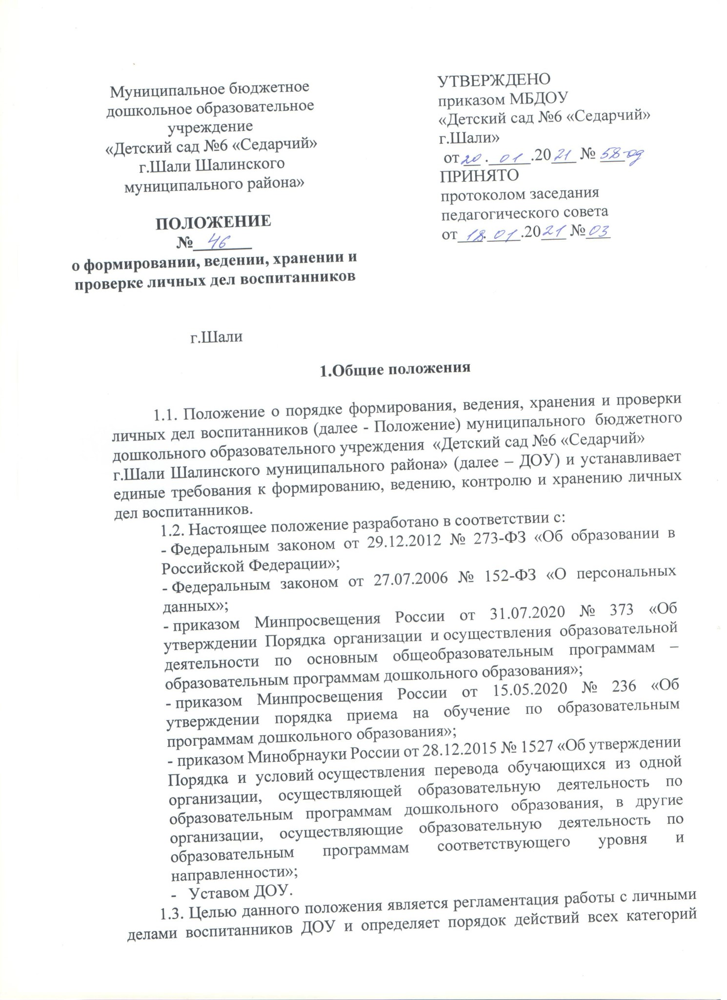 Муниципальное бюджетное
дошкольное образовательное
учреждение
«Детский сад №6 «Седарчий»
г.Шали Шалинского
муниципального района»
ПОЛОЖЕНИЕ
№ 46
о формировании, ведении, хранении и
проверке личных дел воспитанников
г.Шали
УТВЕРЖДЕНО
приказом МБДОУ
«Детский сад №6 «Седарчий»
г.Шали»
от 20 . 01 .20 21 № 58-од
ПРИНЯТО
протоколом заседания
педагогического совета
от 18. 01 .20 21 № 03
1.Общие положения
1.1. Положение о порядке формирования, ведения, хранения и проверки
личных дел воспитанников (далее - Положение) муниципального бюджетного
дошкольного образовательного учреждения «Детский сад №6 «Седарчий»
г.Шали Шалинского муниципального района» (далее – ДОУ) и устанавливает
единые требования к формированию, ведению, контролю и хранению личных
дел воспитанников.
1.2. Настоящее положение разработано в соответствии с:
- Федеральным законом от 29.12.2012 № 273-ФЗ «Об образовании в
Российской Федерации»;
- Федеральным законом от 27.07.2006 № 152-ФЗ «О персональных
данных»;
- приказом Минпросвещения России от 31.07.2020 № 373 «Об
утверждении Порядка организации и осуществления образовательной
деятельности по основным общеобразовательным программам –
образовательным программам дошкольного образования»;
- приказом Минпросвещения России от 15.05.2020 № 236 «Об
утверждении порядка приема на обучение по образовательным
программам дошкольного образования»;
- приказом Минобрнауки России от 28.12.2015 № 1527 «Об утверждении
Порядка и условий осуществления перевода обучающихся из одной
организации, осуществляющей образовательную деятельность по
образовательным программам дошкольного образования, в другие
организации, осуществляющие образовательную деятельность по
образовательным программам соответствующего уровня и
направленности»;
- Уставом ДОУ.
1.3. Целью данного положения является регламентация работы с личными
делами воспитанников ДОУ и определяет порядок действий всех категорий